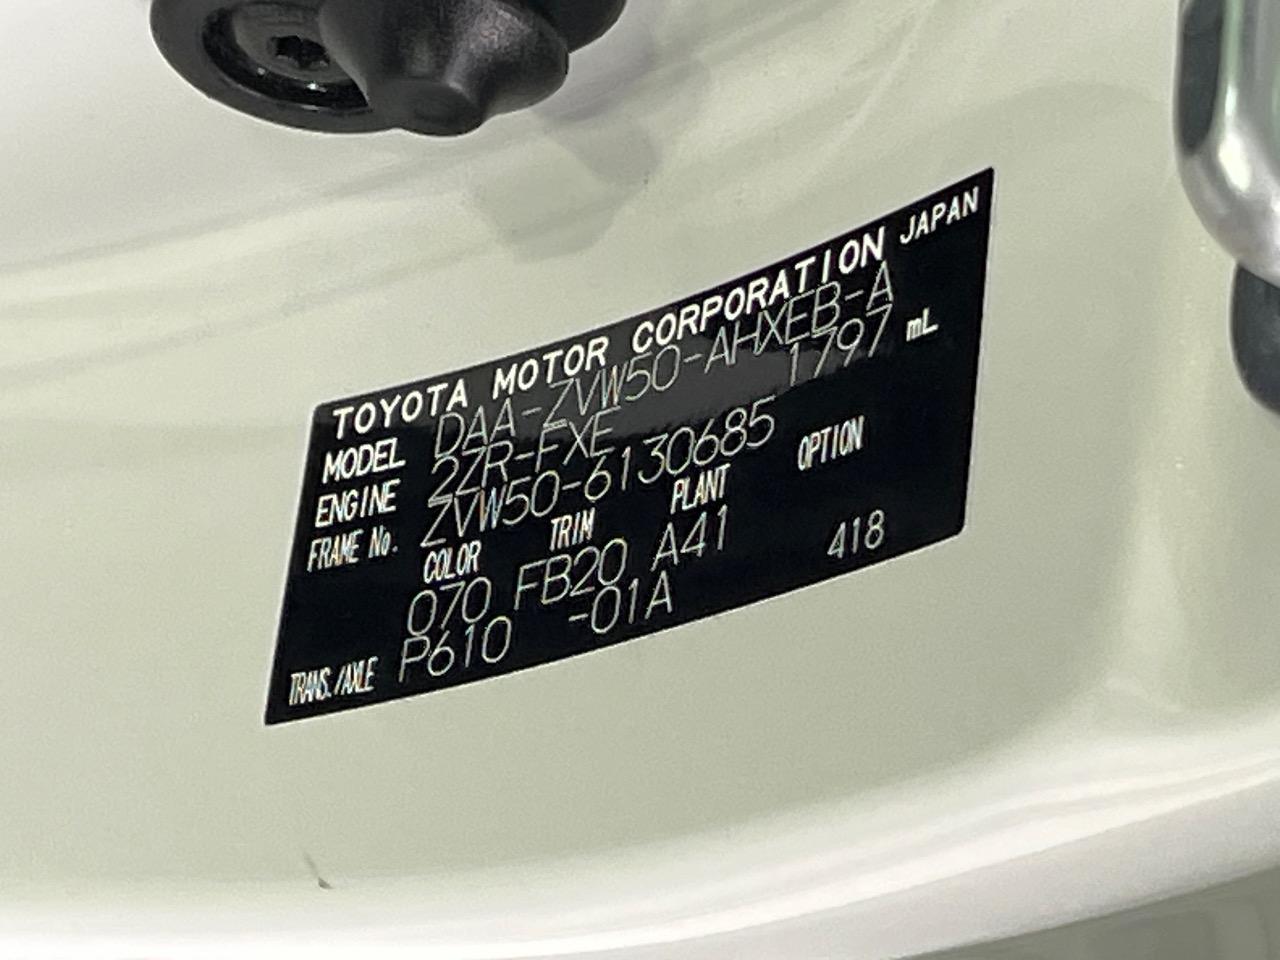 TOYOTA MOTOR CORPORATION JAPAN
MODEL DAA-ZVW50-AHXEB-A
ENGINE 2ZR-FXE 1797 mL
FRAME No. ZVW50-6130685
COLOR TRIM PLANT OPTION
070 FB20 A41 418
TRANS./AXLE P610 -01A